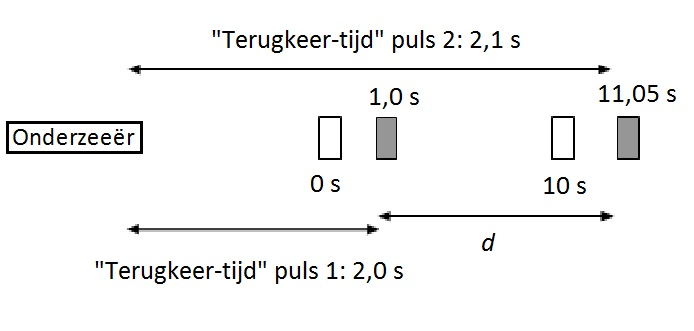 "Terugkeer-tijd" puls 2: 2,1 s
1,0 s
11,05 s
Onderzeeër
0 s
10 s
d
"Terugkeer-tijd" puls 1: 2,0 s